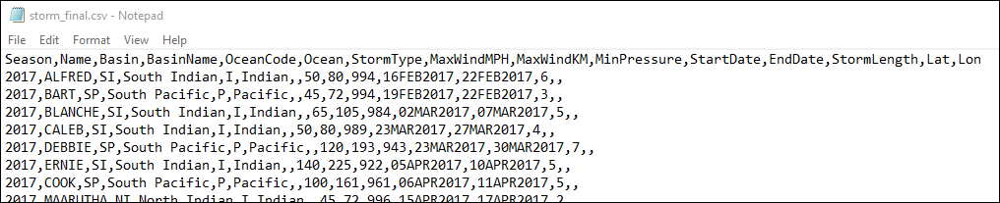 storm_final.csv - Notepad
File Edit Format View Help
Season,Name,Basin,BasinName,OceanCode,Ocean,StormType,MaxWindMPH,MaxWindKM,MinPressure,StartDate,EndDate,StormLength,Lat,Lon
2017,ALFRED,SI,South Indian,I,Indian,,50,80,994,16FEB2017,22FEB2017,6,,
2017,BART,SP,South Pacific,P,Pacific,,45,72,994,19FEB2017,22FEB2017,3,,
2017,BLANCHE,SI,South Indian,I,Indian,,65,105,984,02MAR2017,07MAR2017,5,,
2017,CALEB,SI,South Indian,I,Indian,,50,80,989,23MAR2017,27MAR2017,4,,
2017,DEBBIE,SP,South Pacific,P,Pacific,,120,193,943,23MAR2017,30MAR2017,7,,
2017,ERNIE,SI,South Indian,I,Indian,,140,225,922,05APR2017,10APR2017,5,,
2017,COOK,SP,South Pacific,P,Pacific,,100,161,961,06APR2017,11APR2017,5,,
2017,MAARUTHA,NI,North Indian,I,Indian,,45,72,996,15APR2017,17APR2017,2,,